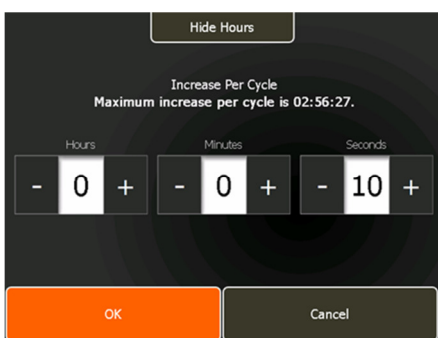 Hide Hours
Increase Per Cycle
Maximum increase per cycle is 02:56:27.
Hours Minutes Seconds
- 0 + - 0 + - 10 +
OK Cancel